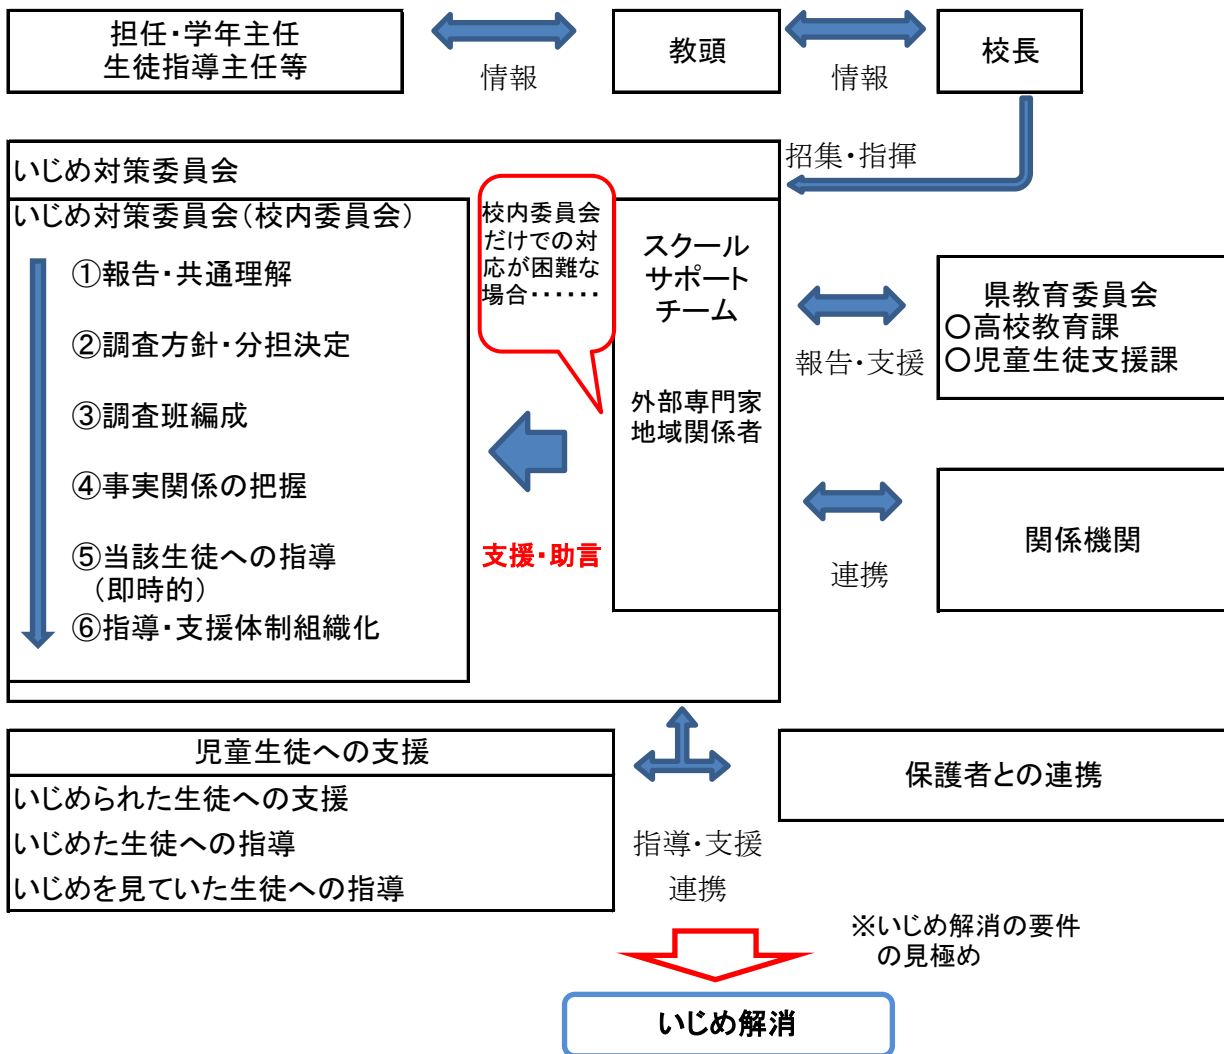 担任・学年主任
生徒指導主任等
情報
教頭
情報
校長
招集・指揮
いじめ対策委員会
いじめ対策委員会（校内委員会）
①報告・共通理解
②調査方針・分担決定
③調査班編成
④事実関係の把握
⑤当該生徒への指導
（即時的）
⑥指導・支援体制組織化
校内委員会
だけでの対
応が困難な
場合‥‥‥
支援・助言
スクール
サポート
チーム
外部専門家
地域関係者
報告・支援
県教育委員会
○高校教育課
○児童生徒支援課
連携
関係機関
児童生徒への支援
いじめられた生徒への支援
いじめた生徒への指導
いじめを見ていた生徒への指導
指導・支援
連携
保護者との連携
※いじめ解消の要件
の見極め
いじめ解消